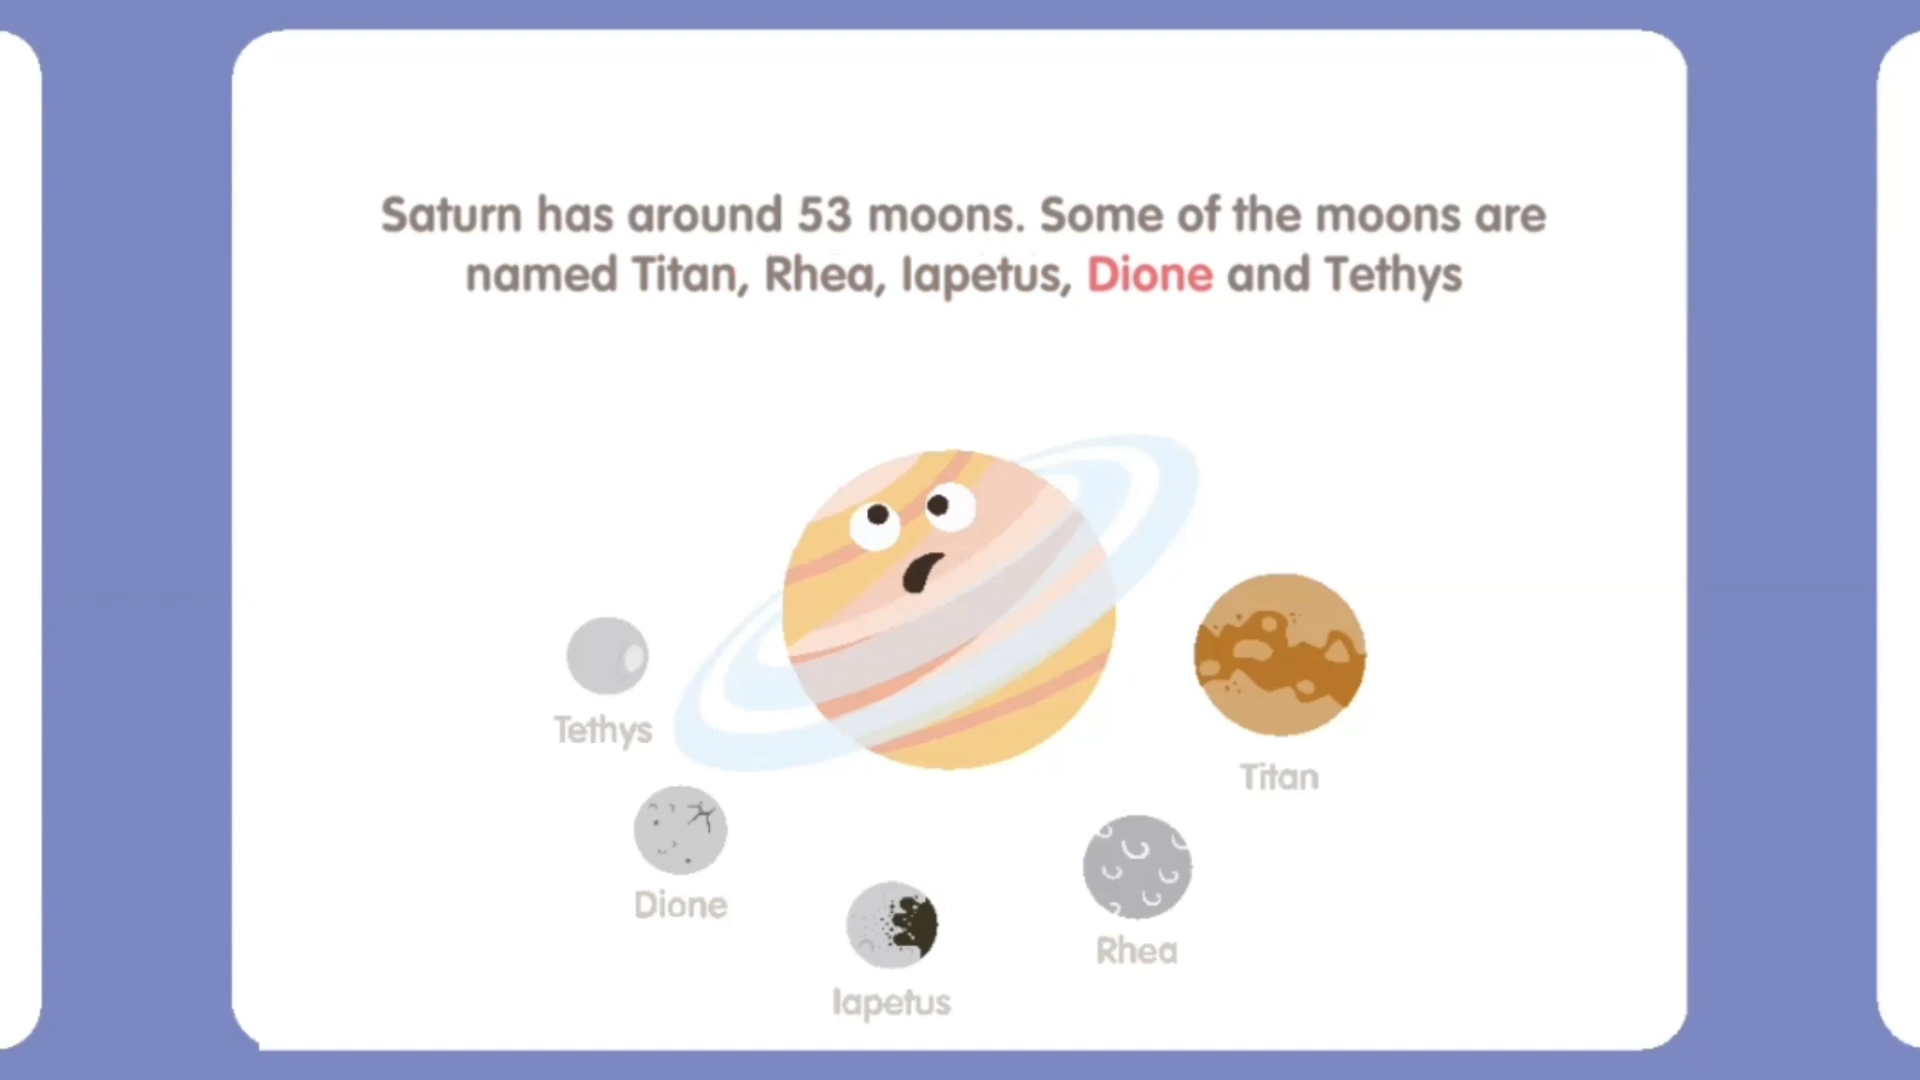 Saturn has around 53 moons. Some of the moons are
named Titan, Rhea, Iapetus, Dione and Tethys
Tethys
Titan
Dione
Rhea
Iapetus